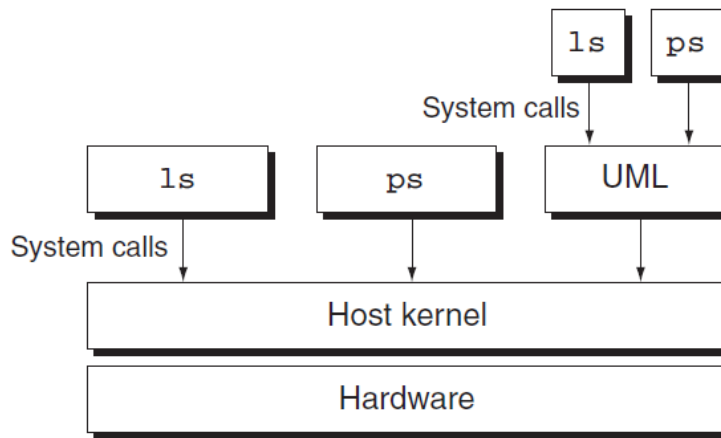 ls ps
System calls
ls ps UML
System calls
Host kernel
Hardware